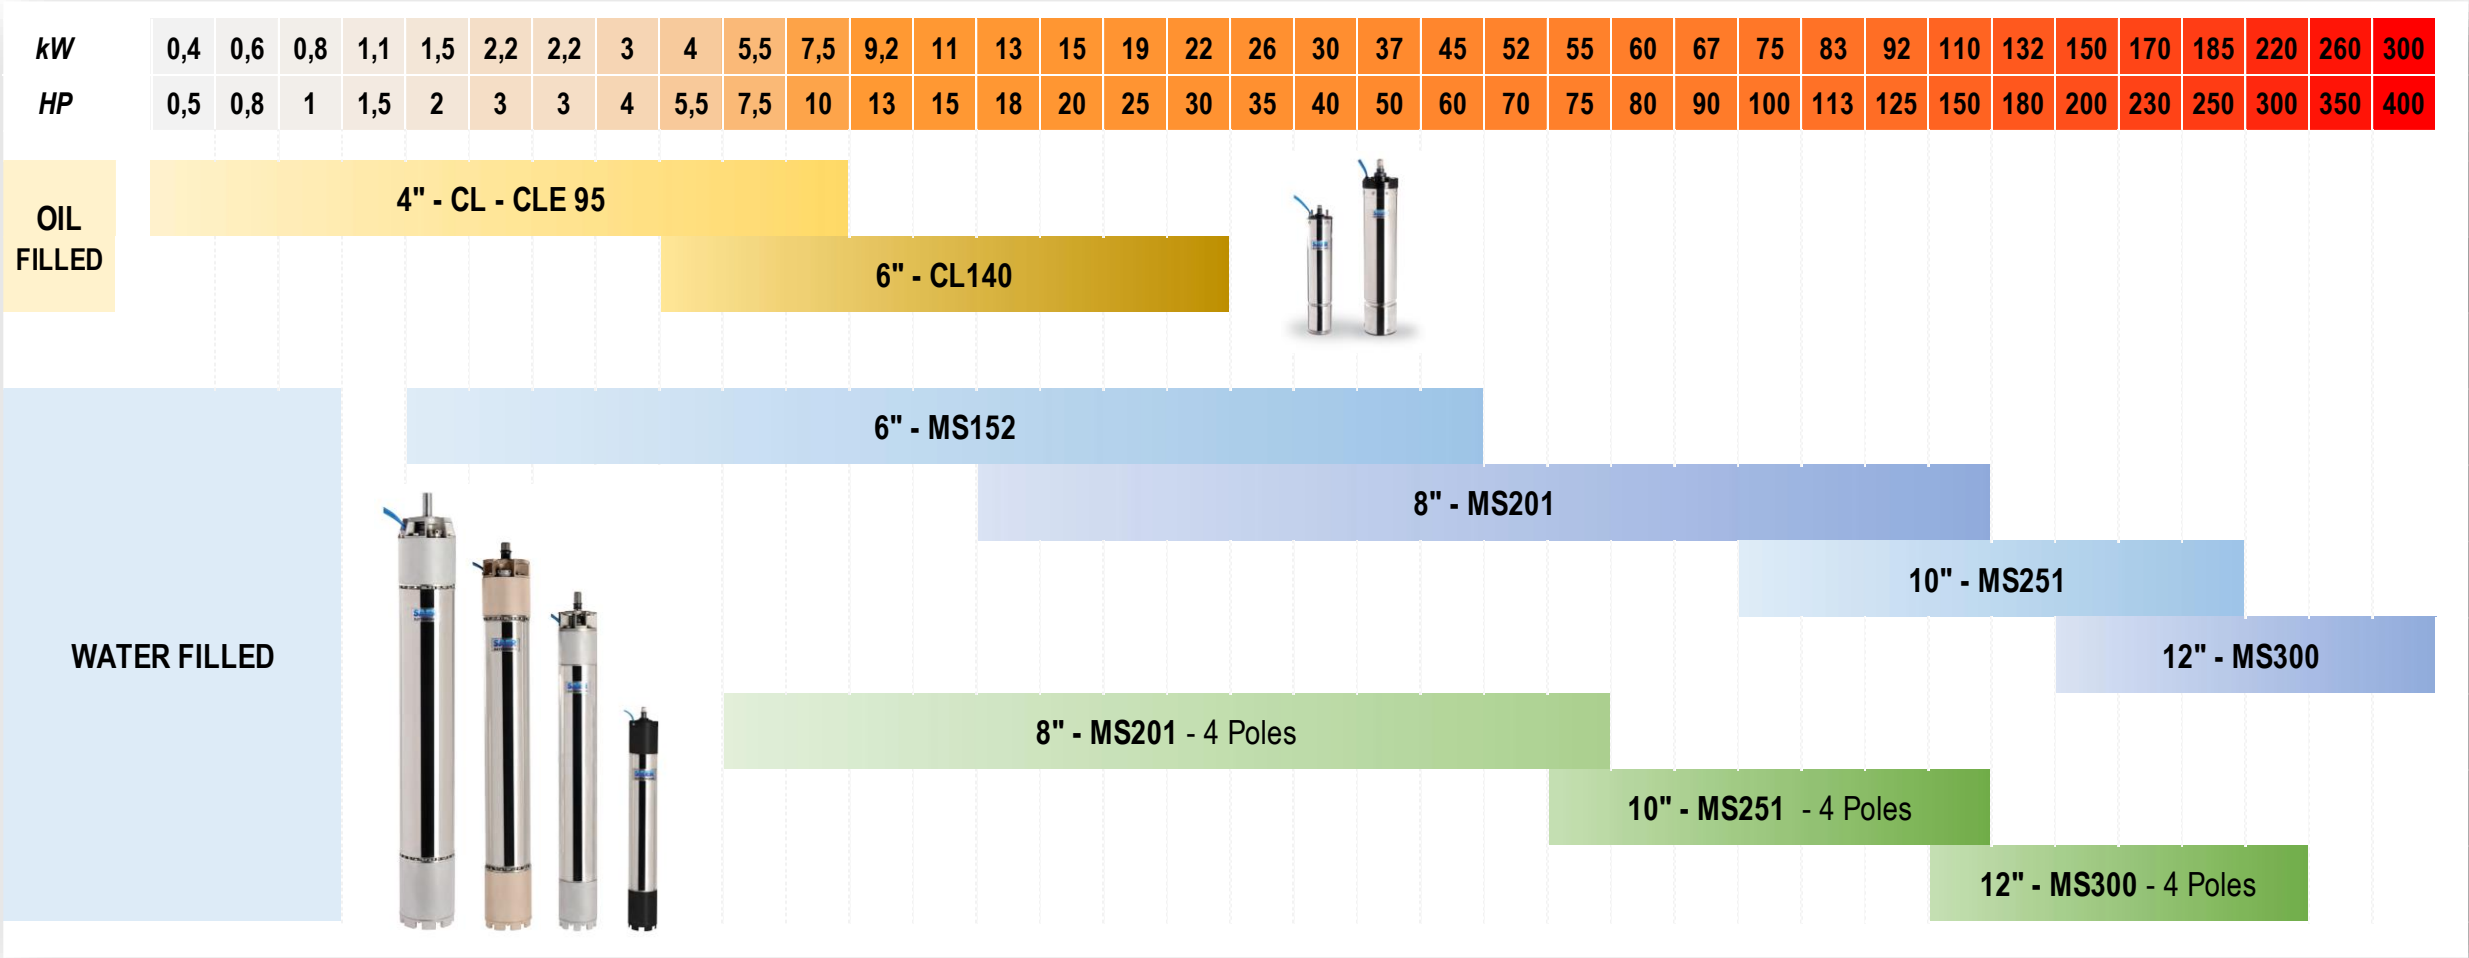 kW 0,4 0,6 0,8 1,1 1,5 2,2 2,2 3 4 5,5 7,5 9,2 11 13 15 19 22 26 30 37 45 52 55 60 67 75 83 92 110 132 150 170 185 220 260 300
HP 0,5 0,8 1 1,5 2 3 3 4 5,5 7,5 10 13 15 18 20 25 30 35 40 50 60 70 75 80 90 100 113 125 150 180 200 230 250 300 350 400
OIL
FILLED
4" - CL - CLE 95
6" - CL140
WATER FILLED
6" - MS152
8" - MS201
10" - MS251
12" - MS300
8" - MS201 - 4 Poles
10" - MS251 - 4 Poles
12" - MS300 - 4 Poles